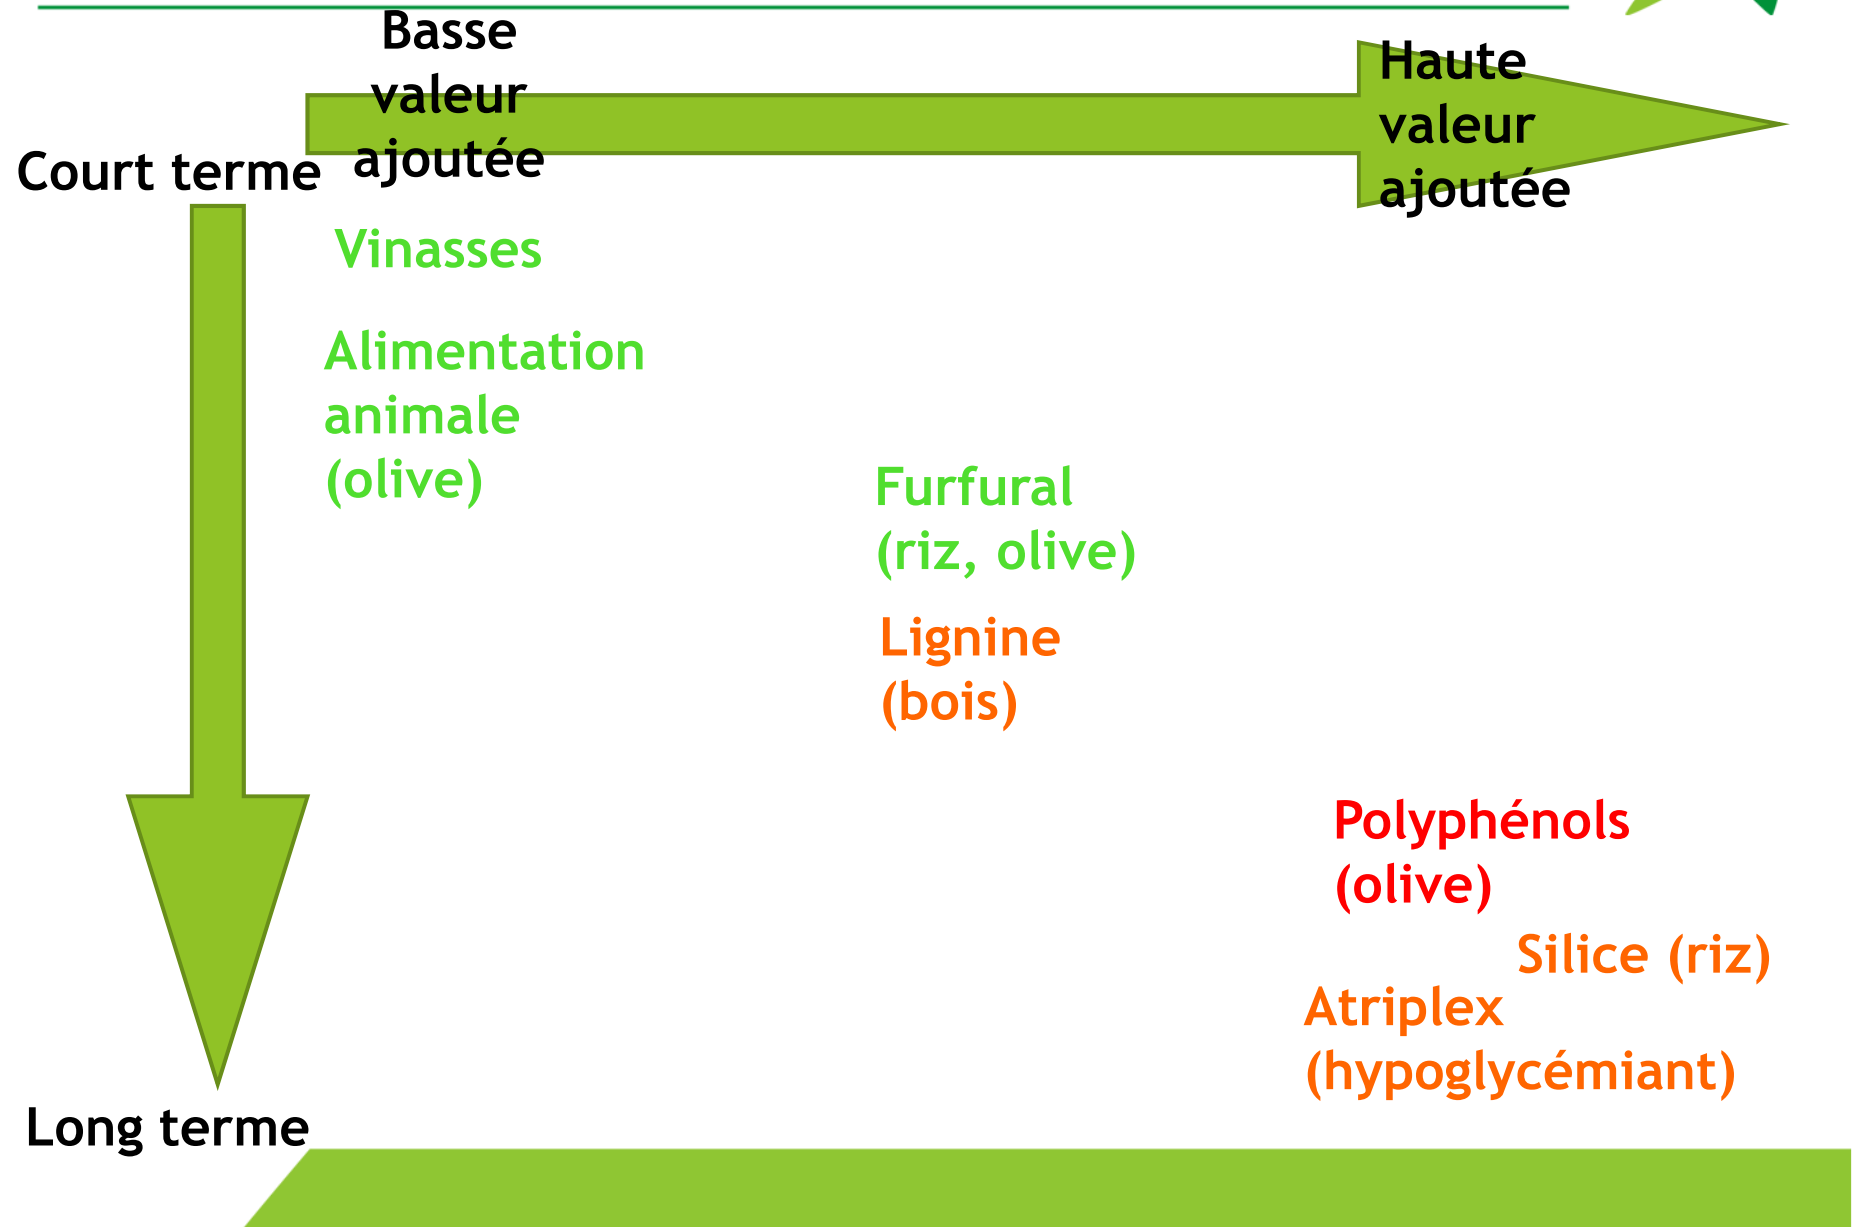 Basse
valeur
ajoutée
Haute
valeur
ajoutée
Court terme
Vinasses
Alimentation
animale
(olive)
Furfural
(riz, olive)
Lignine
(bois)
Polyphénols
(olive)
Silice (riz)
Atriplex
(hypoglycémiant)
Long terme